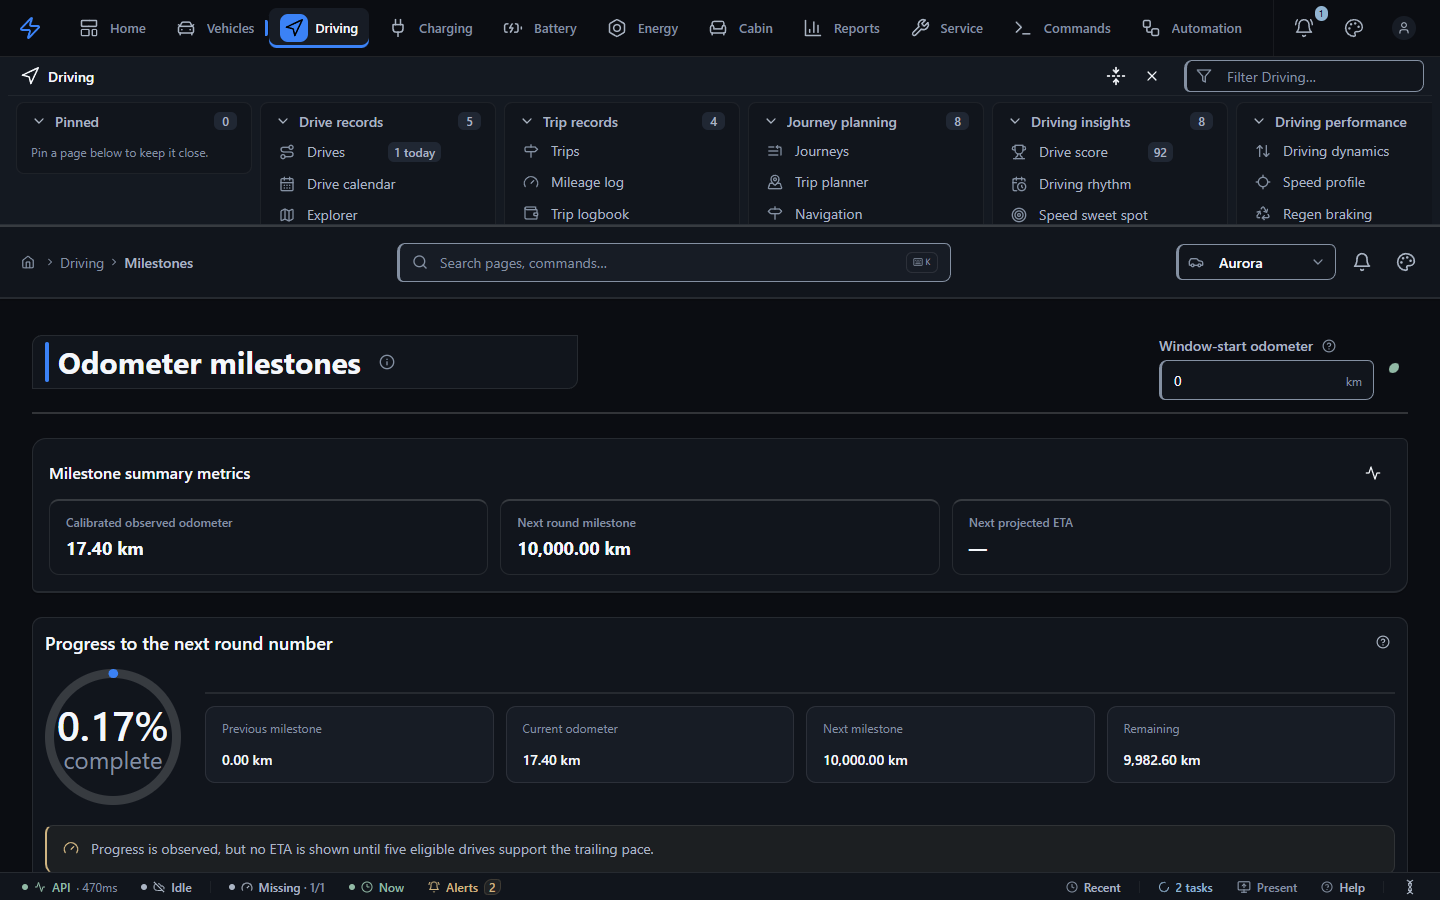 Home
Vehicles
Driving
Charging
Battery
Energy
Cabin
Reports
Service
Commands
Automation
1
Driving
Filter Driving...
Pinned 0
Pin a page below to keep it close.
Drive records 5
Drives 1 today
Drive calendar
Explorer
Trip records 4
Trips
Mileage log
Trip logbook
Journey planning 8
Journeys
Trip planner
Navigation
Driving insights 8
Drive score 92
Driving rhythm
Speed sweet spot
Driving performance
Driving dynamics
Speed profile
Regen braking
Driving
Milestones
Search pages, commands...
K
Aurora
Odometer milestones
Window-start odometer
0 km
Milestone summary metrics
Calibrated observed odometer
17.40 km
Next round milestone
10,000.00 km
Next projected ETA
—
Progress to the next round number
0.17%
complete
Previous milestone
0.00 km
Current odometer
17.40 km
Next milestone
10,000.00 km
Remaining
9,982.60 km
Progress is observed, but no ETA is shown until five eligible drives support the trailing pace.
API · 470ms
Idle
Missing · 1/1
Now
Alerts 2
Recent
2 tasks
Present
Help